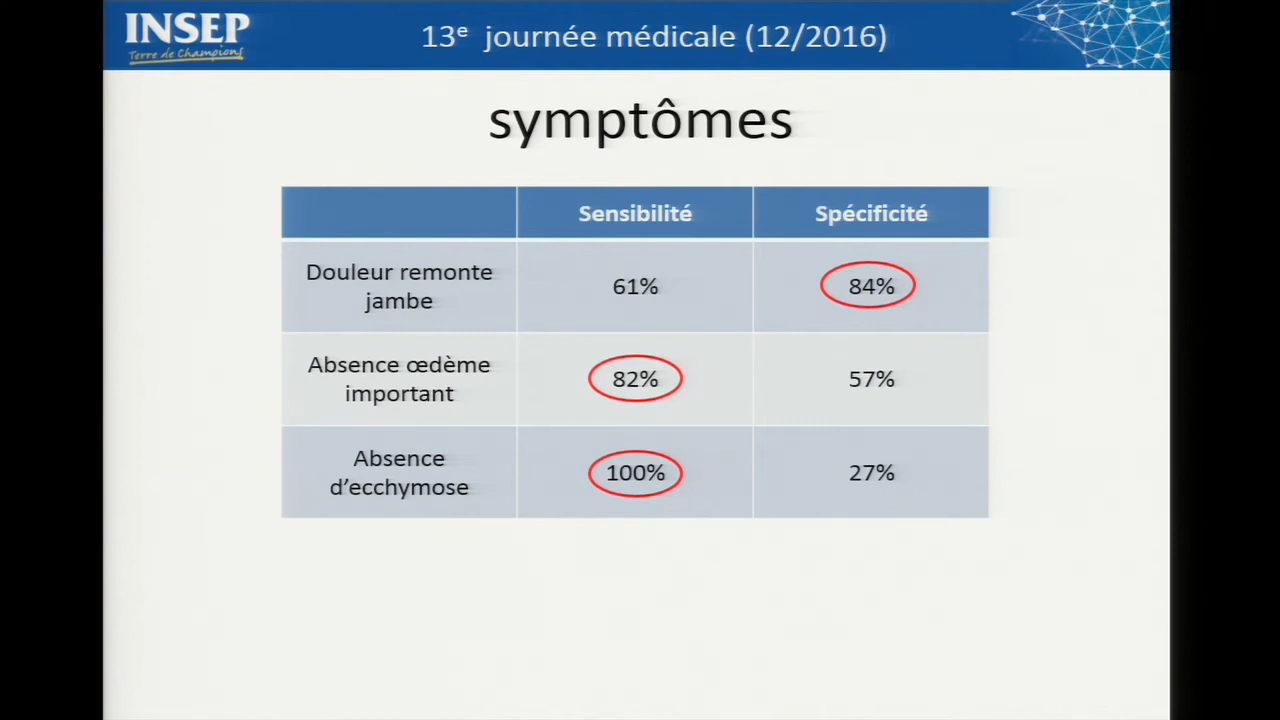 INSEP
Terre de Champions
13e journée médicale (12/2016)
symptômes
Sensibilité Spécificité
Douleur remonte
jambe
61% 84%
Absence œdème
important
82% 57%
Absence
d'ecchymose
100% 27%